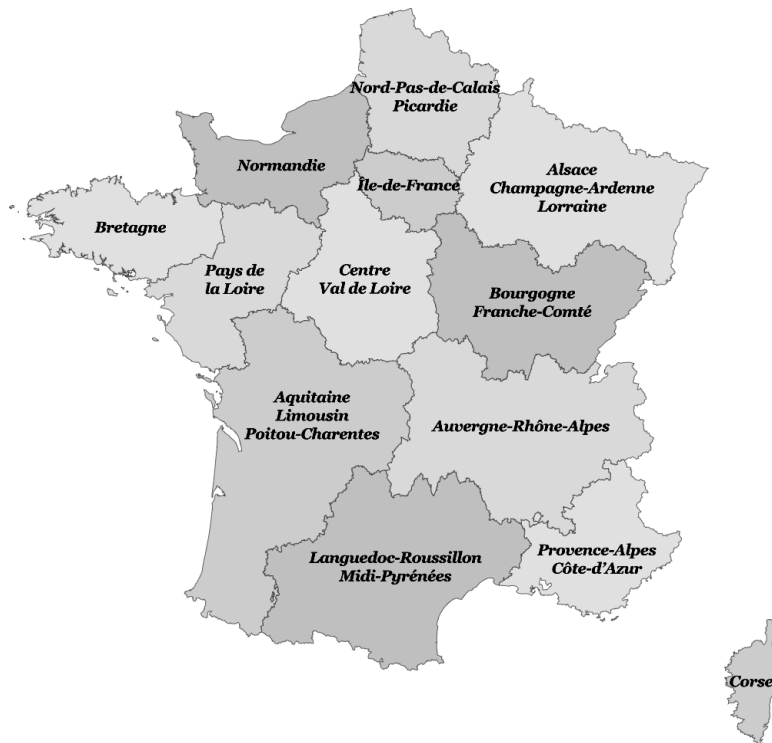 Nord-Pas-de-Calais
Picardie
Normandie
Île-de-France
Alsace
Champagne-Ardenne
Lorraine
Bretagne
Pays de
la Loire
Centre
Val de Loire
Bourgogne
Franche-Comté
Aquitaine
Limousin
Poitou-Charentes
Auvergne-Rhône-Alpes
Languedoc-Roussillon
Midi-Pyrénées
Provence-Alpes
Côte-d'Azur
Corse